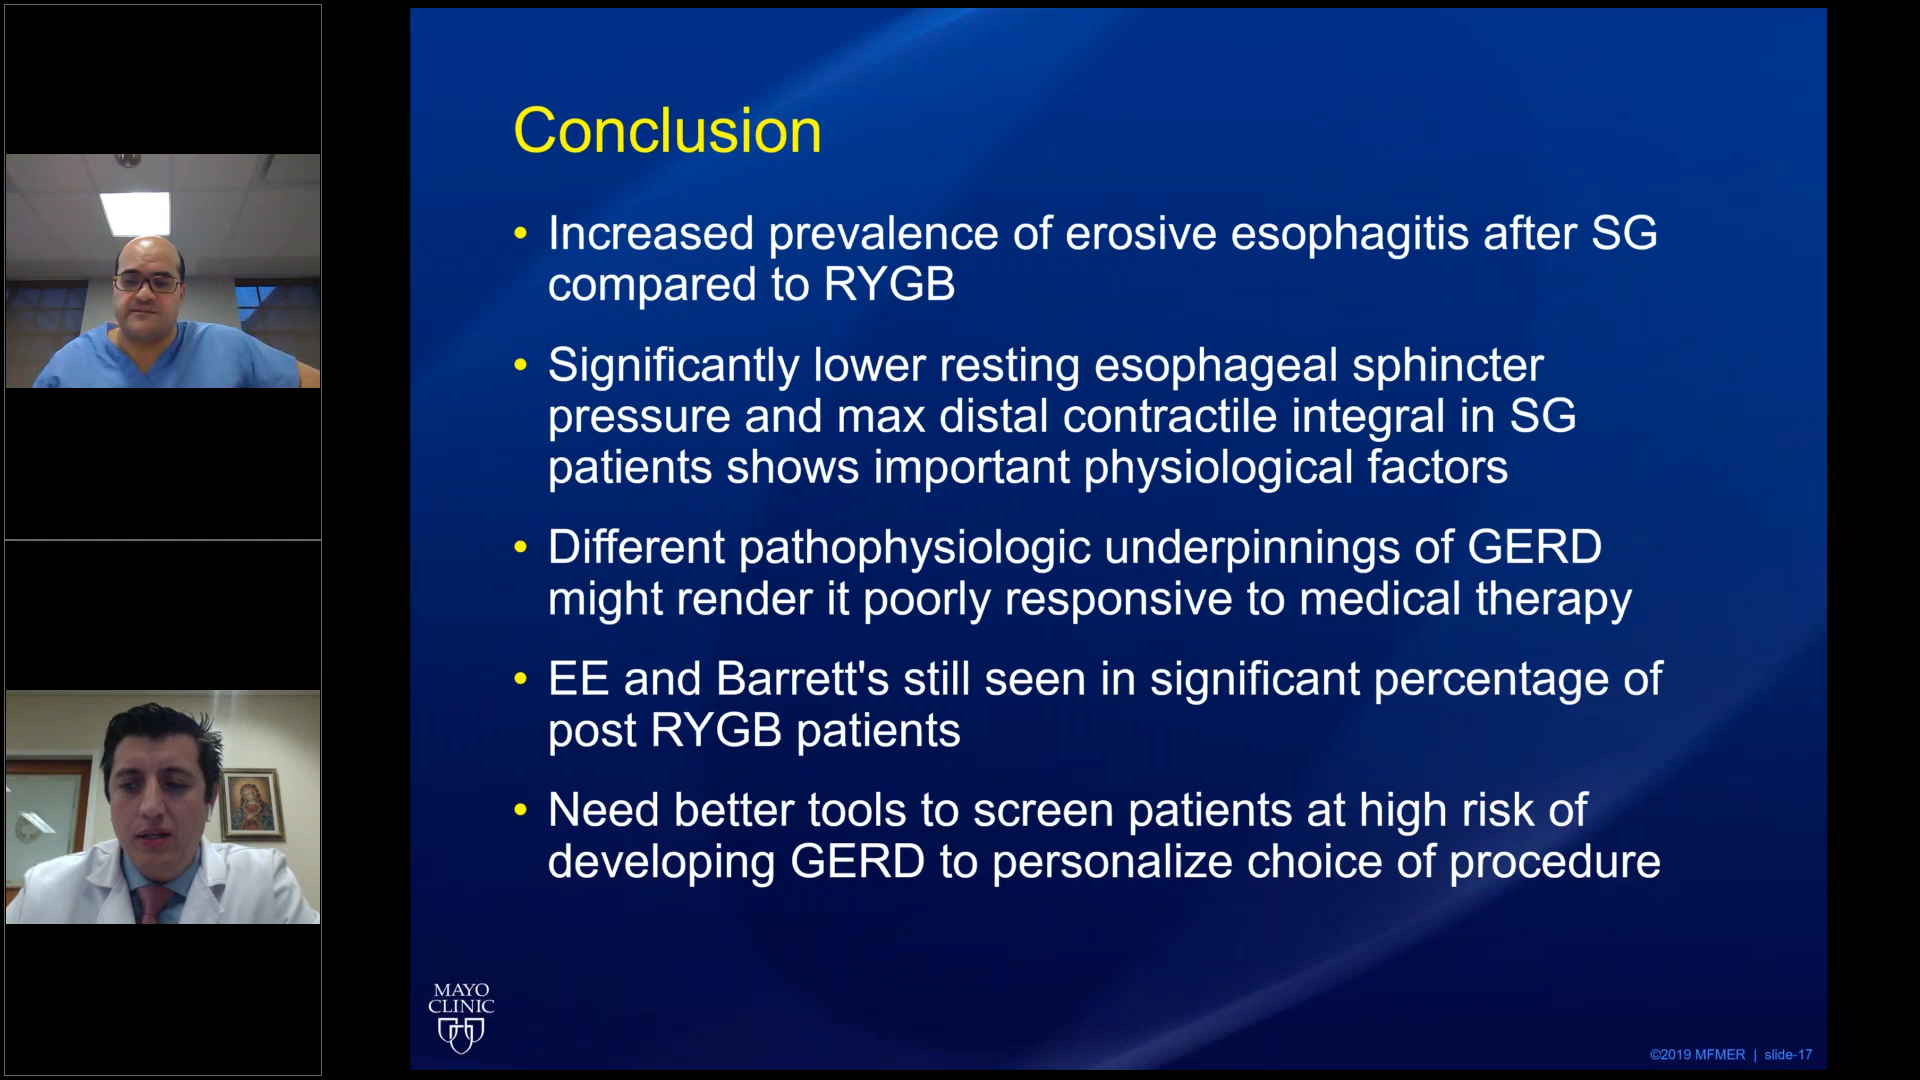 Conclusion
• Increased prevalence of erosive esophagitis after SG
compared to RYGB
• Significantly lower resting esophageal sphincter
pressure and max distal contractile integral in SG
patients shows important physiological factors
• Different pathophysiologic underpinnings of GERD
might render it poorly responsive to medical therapy
• EE and Barrett's still seen in significant percentage of
post RYGB patients
• Need better tools to screen patients at high risk of
developing GERD to personalize choice of procedure
MAYO
CLINIC
©2019 MFMER | slide-17